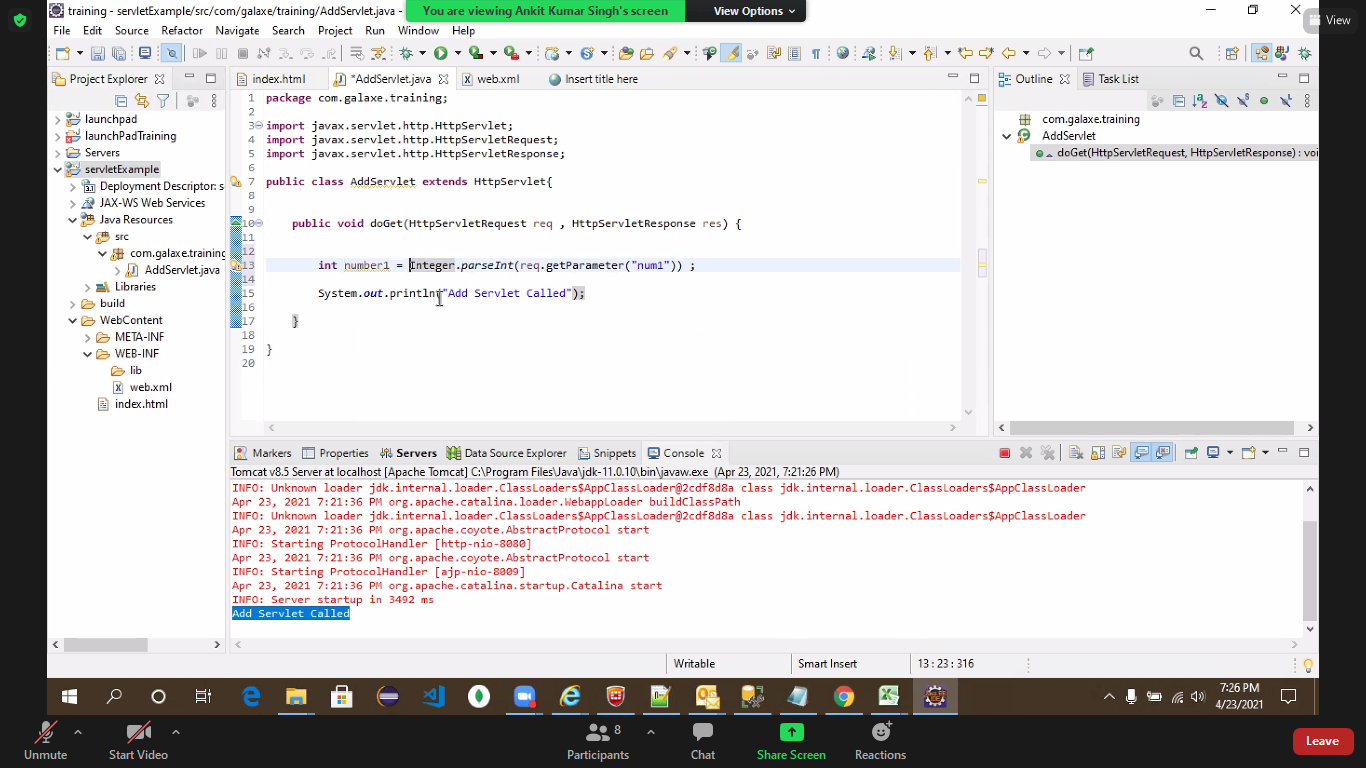 training - servletExample/src/com/galaxe/training/AddServlet.java -
You are viewing Ankit Kumar Singh's screen
View Options
View
File Edit Source Refactor Navigate Search Project Run Window Help
Project Explorer
launchpad
launchPadTraining
Servers
servletExample
Deployment Descriptor: s
JAX-WS Web Services
Java Resources
src
com.galaxe.training
AddServlet.java
Libraries
build
WebContent
META-INF
WEB-INF
lib
web.xml
index.html
index.html *AddServlet.java web.xml Insert title here
1 package com.galaxe.training;
2
3 import javax.servlet.http.HttpServlet;
4 import javax.servlet.http.HttpServletRequest;
5 import javax.servlet.http.HttpServletResponse;
6
7 public class AddServlet extends HttpServlet{
8
9
10 public void doGet(HttpServletRequest req , HttpServletResponse res) {
11
12
13 int number1 = Integer.parseInt(req.getParameter("num1")) ;
14
15 System.out.println("Add Servlet Called");
16
17 }
18
19 }
20
Outline Task List
com.galaxe.training
AddServlet
doGet(HttpServletRequest, HttpServletResponse) : voi
Markers Properties Servers Data Source Explorer Snippets Console
Tomcat v8.5 Server at localhost [Apache Tomcat] C:\Program Files\Java\jdk-11.0.10\bin\javaw.exe (Apr 23, 2021, 7:21:26 PM)
INFO: Unknown loader jdk.internal.loader.ClassLoaders$AppClassLoader@2cdf8d8a class jdk.internal.loader.ClassLoaders$AppClassLoader
Apr 23, 2021 7:21:36 PM org.apache.catalina.loader.WebappLoader buildClassPath
INFO: Unknown loader jdk.internal.loader.ClassLoaders$AppClassLoader@2cdf8d8a class jdk.internal.loader.ClassLoaders$AppClassLoader
Apr 23, 2021 7:21:36 PM org.apache.coyote.AbstractProtocol start
INFO: Starting ProtocolHandler [http-nio-8080]
Apr 23, 2021 7:21:36 PM org.apache.coyote.AbstractProtocol start
INFO: Starting ProtocolHandler [ajp-nio-8009]
Apr 23, 2021 7:21:36 PM org.apache.catalina.startup.Catalina start
INFO: Server startup in 3492 ms
Add Servlet Called
Writable Smart Insert 13 : 23 : 316
7:26 PM
4/23/2021
Unmute Start Video Participants 8 Chat Share Screen Reactions Leave